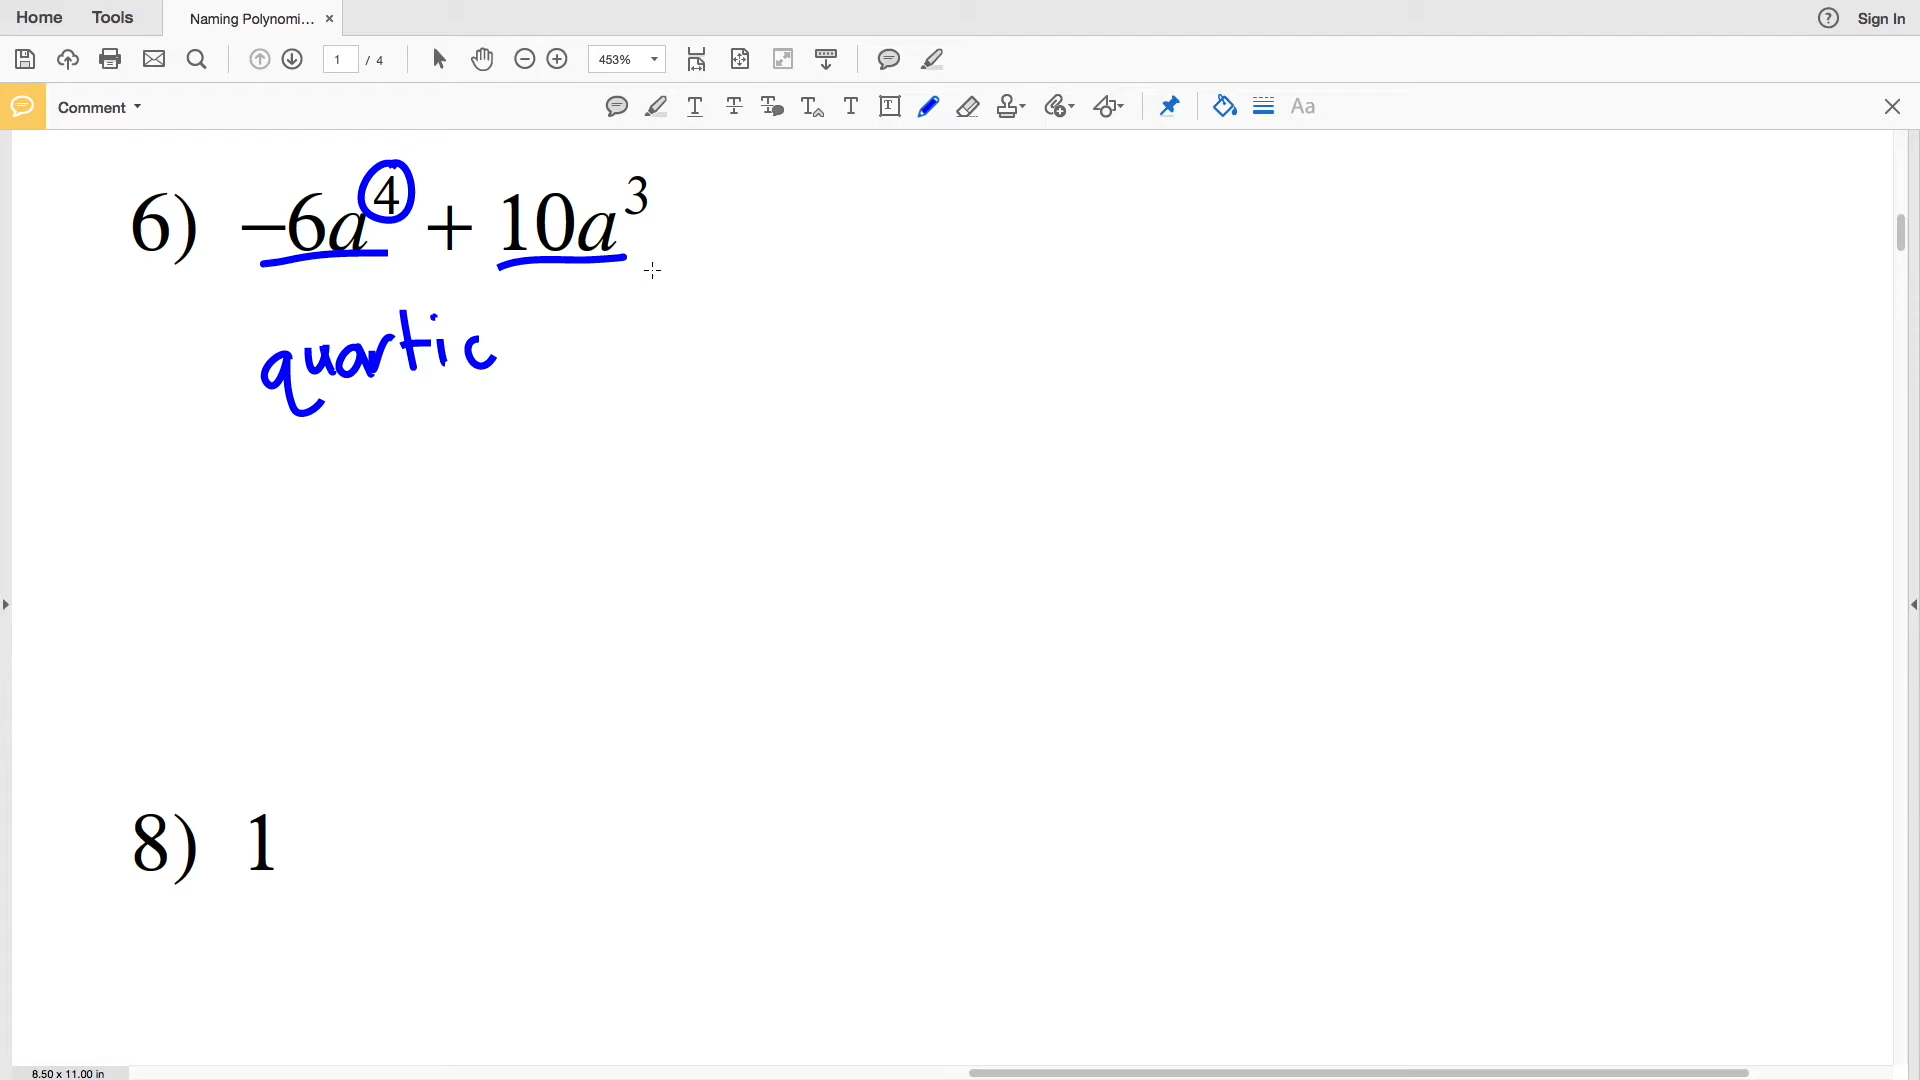 Home Tools Naming Polynomi... × ? Sign In
1 / 4 453%
Comment T T T T T T Aa
6) −6a⁴ + 10a³
quartic
8) 1
8.50 x 11.00 in